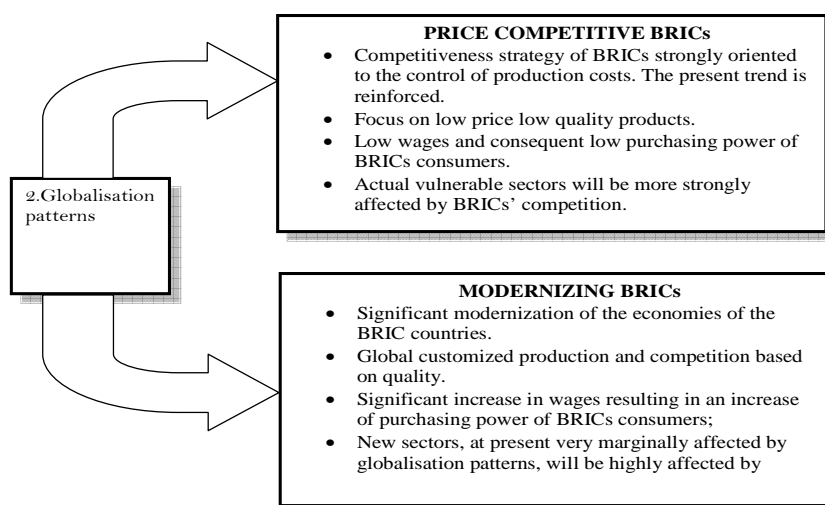 2.Globalisation
patterns
PRICE COMPETITIVE BRICs
• Competitiveness strategy of BRICs strongly oriented
to the control of production costs. The present trend is
reinforced.
• Focus on low price low quality products.
• Low wages and consequent low purchasing power of
BRICs consumers.
• Actual vulnerable sectors will be more strongly
affected by BRICs’ competition.
MODERNIZING BRICs
• Significant modernization of the economies of the
BRIC countries.
• Global customized production and competition based
on quality.
• Significant increase in wages resulting in an increase
of purchasing power of BRICs consumers;
• New sectors, at present very marginally affected by
globalisation patterns, will be highly affected by